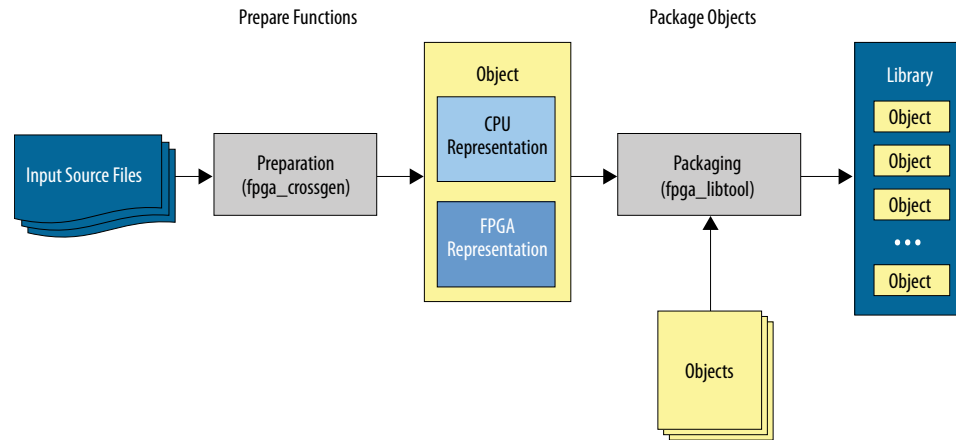 Prepare Functions
Package Objects
Input Source Files
Preparation
(fpga_crossgen)
Object
CPU
Representation
FPGA
Representation
Packaging
(fpga_libtool)
Objects
Library
Object
Object
Object
•••
Object